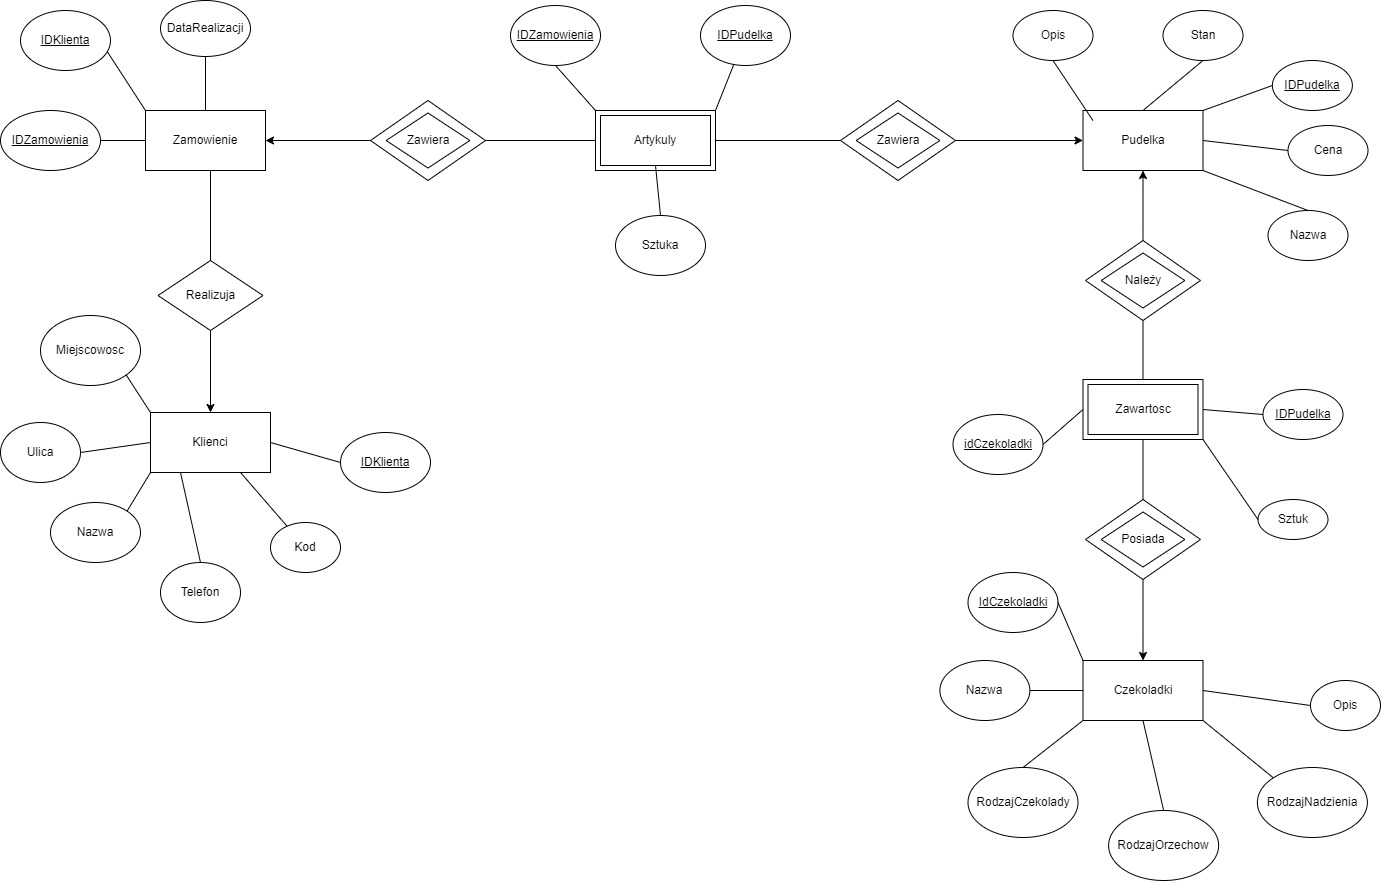 DataRealizacji
IDKlienta
IDZamowienia
Zamowienie
Zawiera
IDZamowienia
IDPudelka
Artykuly
Sztuka
Zawiera
Opis
Stan
IDPudelka
Pudelka
Cena
Nazwa
Należy
Realizuja
Miejscowosc
Ulica
Klienci
IDKlienta
Nazwa
Telefon
Kod
Zawartosc
IDPudelka
idCzekoladki
Sztuk
Posiada
IdCzekoladki
Nazwa
Czekoladki
Opis
RodzajCzekolady
RodzajOrzechow
RodzajNadzienia